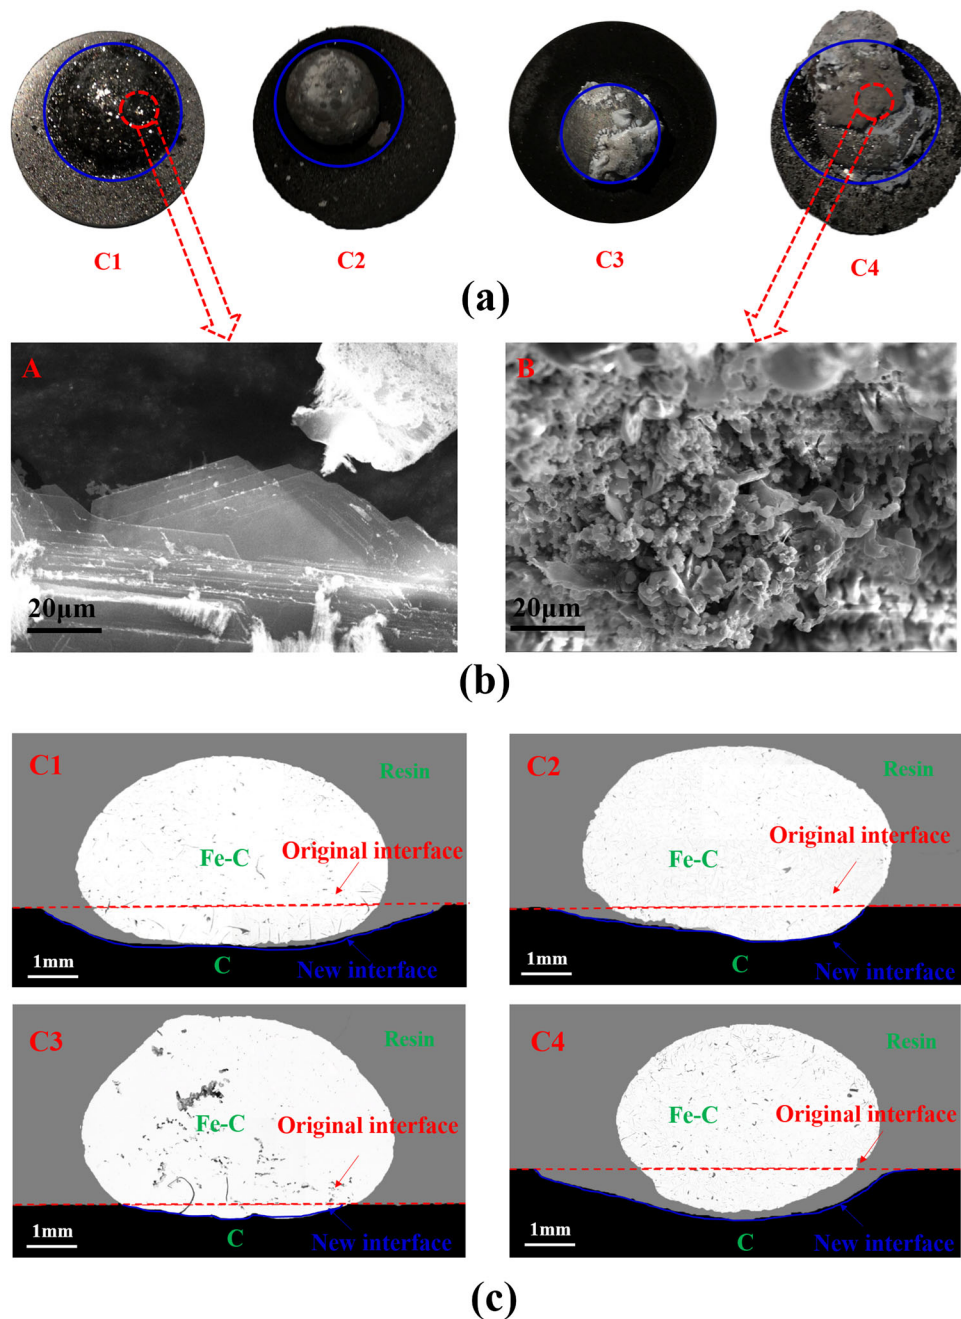 C1
C2
C3
C4
(a)
A
20μm
B
20μm
(b)
C1
Resin
Fe-C
Original interface
C
New interface
1mm
C2
Resin
Fe-C
Original interface
C
New interface
1mm
C3
Resin
Fe-C
Original interface
C
New interface
1mm
C4
Resin
Fe-C
Original interface
C
New interface
1mm
(c)